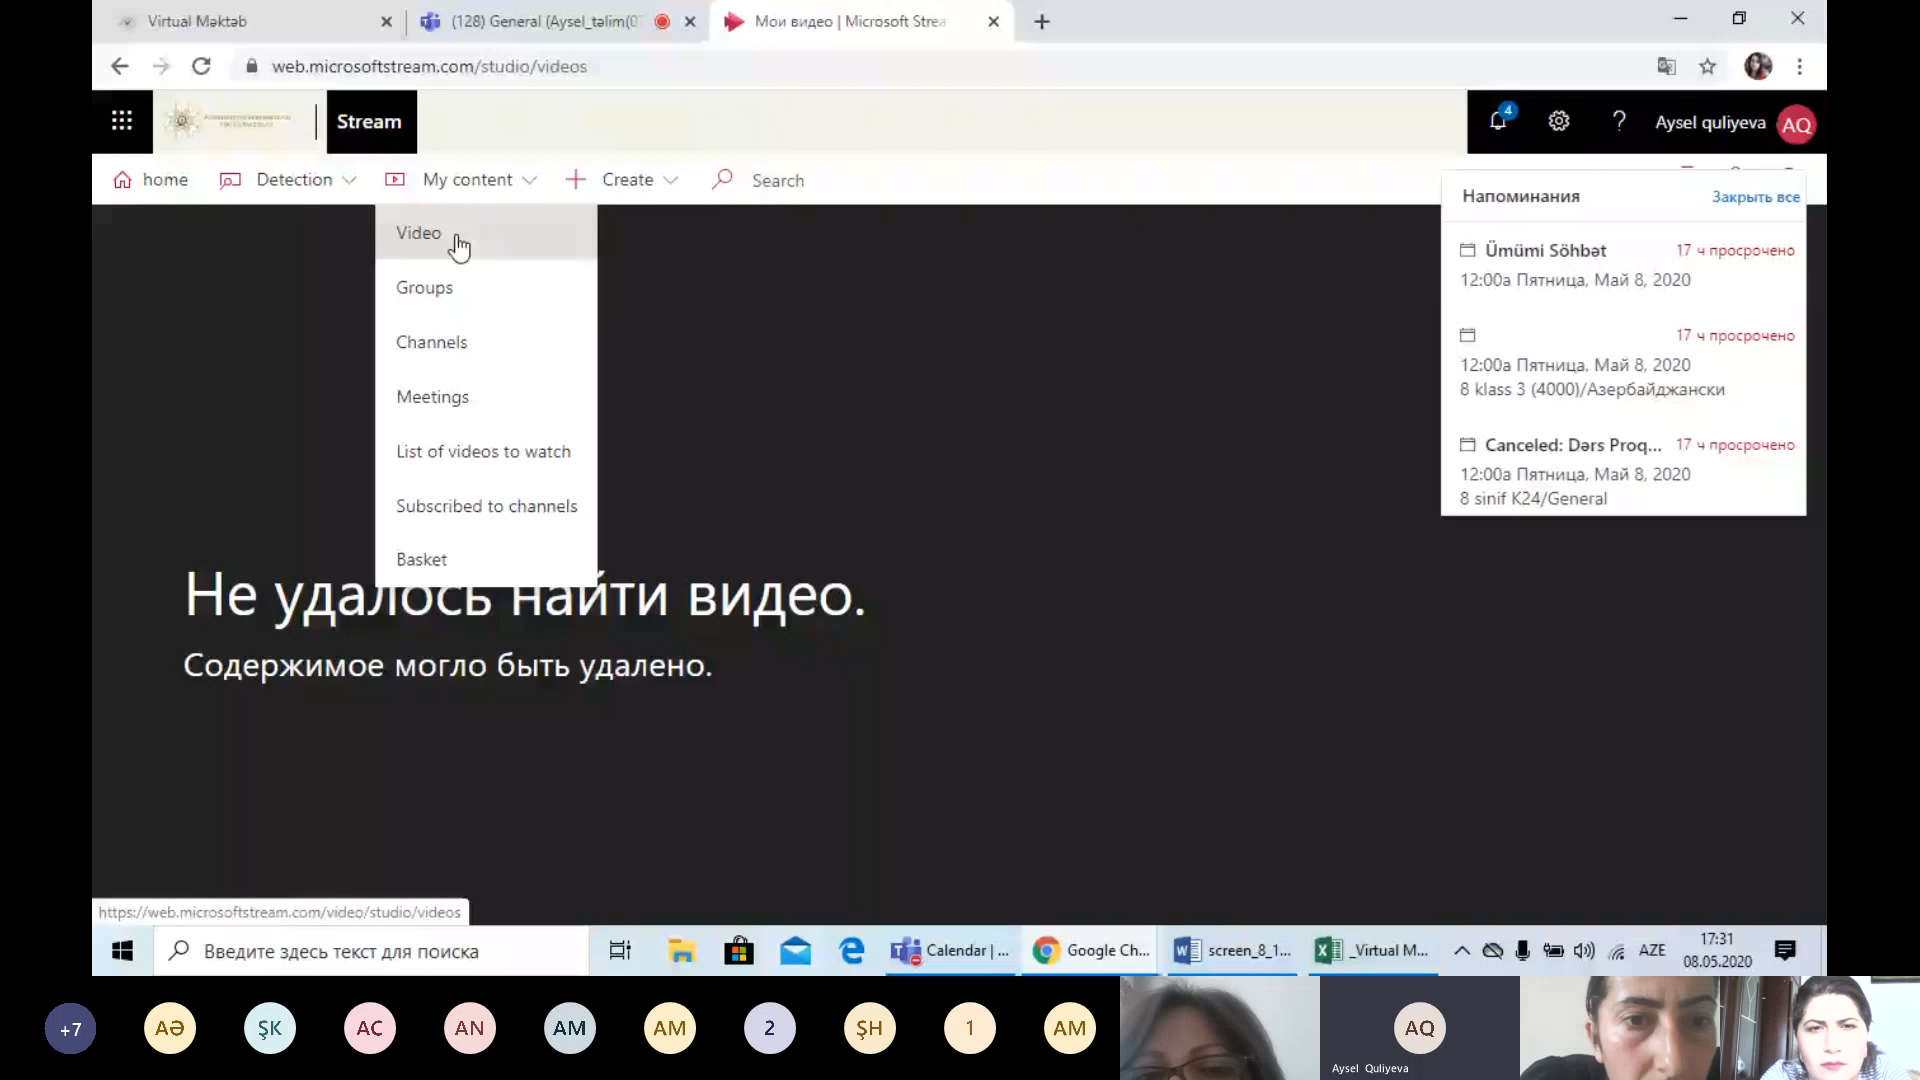 Virtual Məktəb
(128) General (Aysel_təlim(0
Мои видео | Microsoft Strea
web.microsoftstream.com/studio/videos
Stream
4
Aysel quliyeva
AQ
home
Detection
My content
Create
Search
Video
Groups
Channels
Meetings
List of videos to watch
Subscribed to channels
Basket
Напоминания
Закрыть все
Ümümi Söhbət
17 ч просрочено
12:00a Пятница, Май 8, 2020
17 ч просрочено
12:00a Пятница, Май 8, 2020
8 klass 3 (4000)/Азербайджански
Canceled: Dərs Proq...
17 ч просрочено
12:00a Пятница, Май 8, 2020
8 sinif K24/General
Не удалось найти видео.
Содержимое могло быть удалено.
https://web.microsoftstream.com/video/studio/videos
Введите здесь текст для поиска
Calendar | ...
Google Ch...
screen_8_1...
_Virtual M...
AZE
17:31
08.05.2020
+7
AƏ
ŞK
AC
AN
AM
AM
2
ŞH
1
AM
AQ
Aysel Quliyeva